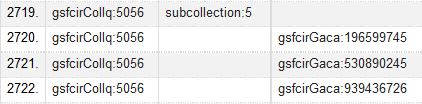 2719. gsfcirCollq:5056 subcollection:5
2720. gsfcirCollq:5056 gsfcirGaca:196599745
2721. gsfcirCollq:5056 gsfcirGaca:530890245
2722. gsfcirCollq:5056 gsfcirGaca:939436726